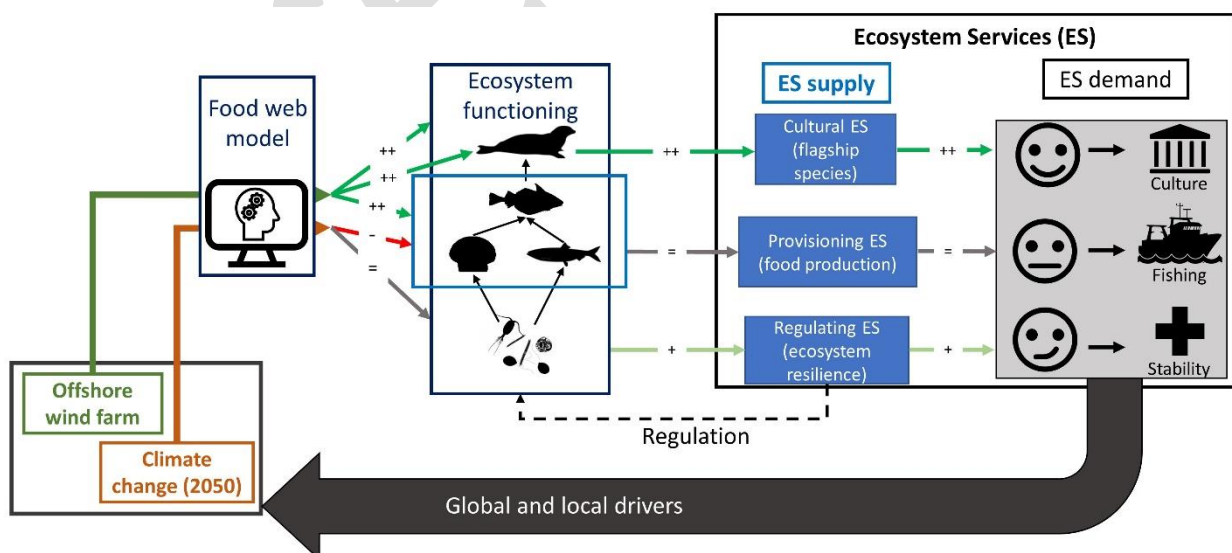 Ecosystem Services (ES)
ES supply
ES demand
Ecosystem
functioning
Food web
model
++
++
++
-
=
++
Cultural ES
(flagship
species)
++
Culture
=
Provisioning ES
(food production)
=
Fishing
+
Regulating ES
(ecosystem
resilience)
+
Stability
Regulation
Offshore
wind farm
Climate
change (2050)
Global and local drivers